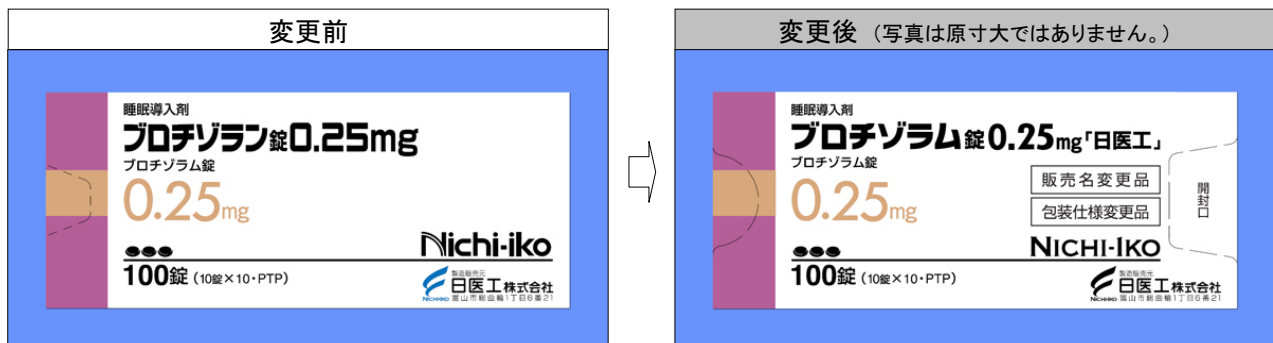 変更前
睡眠導入剤
ブロチゾラン錠0.25mg
ブロチゾラム錠
0.25mg
Nichi-iko
100錠（10錠×10・PTP）
製造販売元
NICHI-IKO
日医工株式会社
富山市総曲輪1丁目6番21
変更後（写真は原寸大ではありません。）
睡眠導入剤
ブロチゾラム錠0.25mg「日医工」
ブロチゾラム錠
0.25mg
販売名変更品
包装仕様変更品
開封口
NICHI-IKO
100錠（10錠×10・PTP）
製造販売元
NICHI-IKO
日医工株式会社
富山市総曲輪1丁目6番21